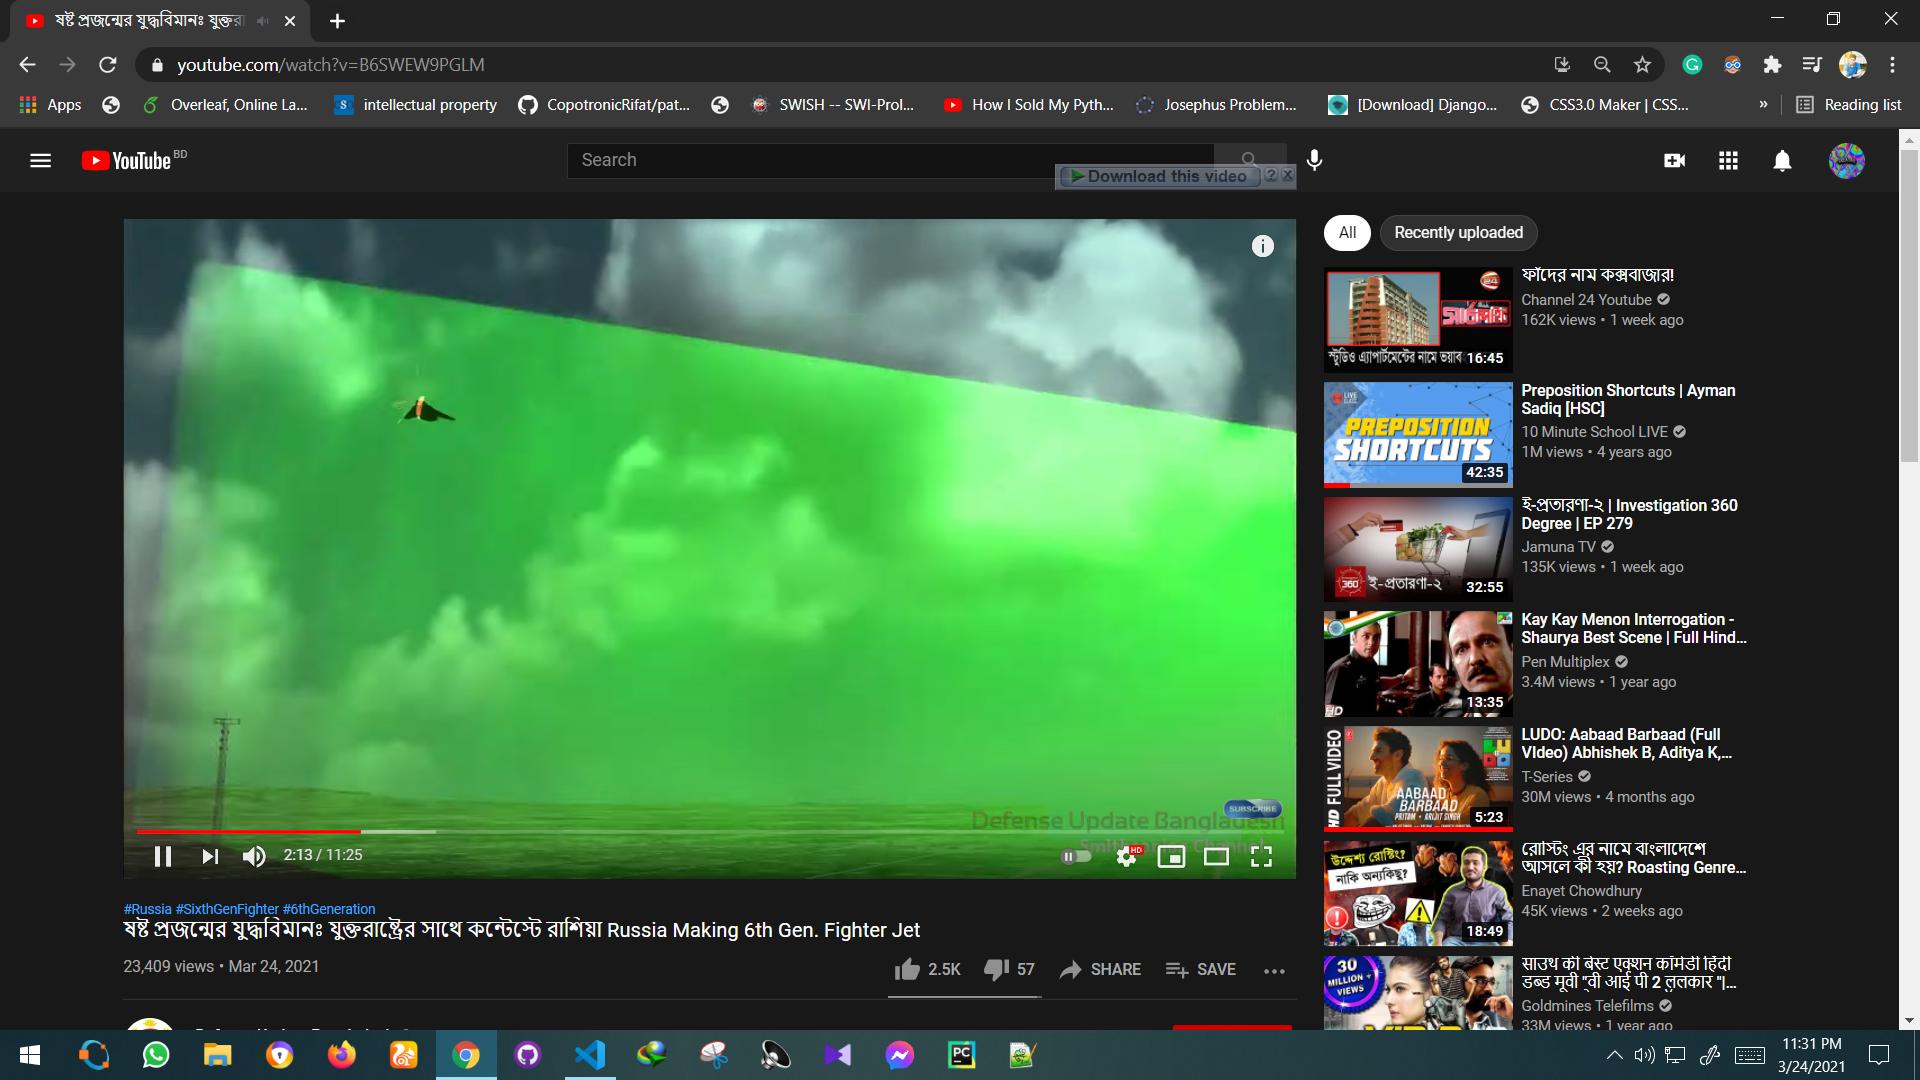 ষষ্ট প্রজন্মের যুদ্ধবিমানঃ যুক্তরা
youtube.com/watch?v=B6SWEW9PGLM
Apps
Overleaf, Online La...
intellectual property
CopotronicRifat/pat...
SWISH -- SWI-Prol...
How I Sold My Pyth...
Josephus Problem...
[Download] Django...
CSS3.0 Maker | CSS...
»
Reading list
YouTube BD
Search
Download this video ? X
All
Recently uploaded
ফাঁদের নাম কক্সবাজার!
Channel 24 Youtube
162K views • 1 week ago
24
স্টুডিও এ্যাপার্টমেন্টের নামে ভয়াব
16:45
Preposition Shortcuts | Ayman
Sadiq [HSC]
10 Minute School LIVE
1M views • 4 years ago
LIVE
PREPOSITION
SHORTCUTS
42:35
ই-প্রতারণা-২ | Investigation 360
Degree | EP 279
Jamuna TV
135K views • 1 week ago
360
ই-প্রতারণা-২
32:55
Kay Kay Menon Interrogation -
Shaurya Best Scene | Full Hind...
Pen Multiplex
3.4M views • 1 year ago
HD
13:35
LUDO: Aabaad Barbaad (Full
VIdeo) Abhishek B, Aditya K,...
T-Series
30M views • 4 months ago
HD FULL VIDEO
AABAAD
BARBAAD
PRITAM • ARIJIT SINGH
5:23
রোস্টিং এর নামে বাংলাদেশে
আসলে কী হয়? Roasting Genre...
Enayet Chowdhury
45K views • 2 weeks ago
উদ্দেশ্য রোস্টিং?
নাকি অন্যকিছু?
18:49
साउथ की बेस्ट एक्शन कॉमेडी हिंदी
डब्ड मूवी "वी आई पी 2 ललकार "|...
Goldmines Telefilms
33M views • 1 year ago
30
MILLION +
VIEWS
SUBSCRIBE
Defense Update Bangladesh
2:13 / 11:25
HD
#Russia #SixthGenFighter #6thGeneration
ষষ্ট প্রজন্মের যুদ্ধবিমানঃ যুক্তরাষ্ট্রের সাথে কন্টেস্টে রাশিয়া Russia Making 6th Gen. Fighter Jet
23,409 views • Mar 24, 2021
2.5K
57
SHARE
SAVE
PC
11:31 PM
3/24/2021